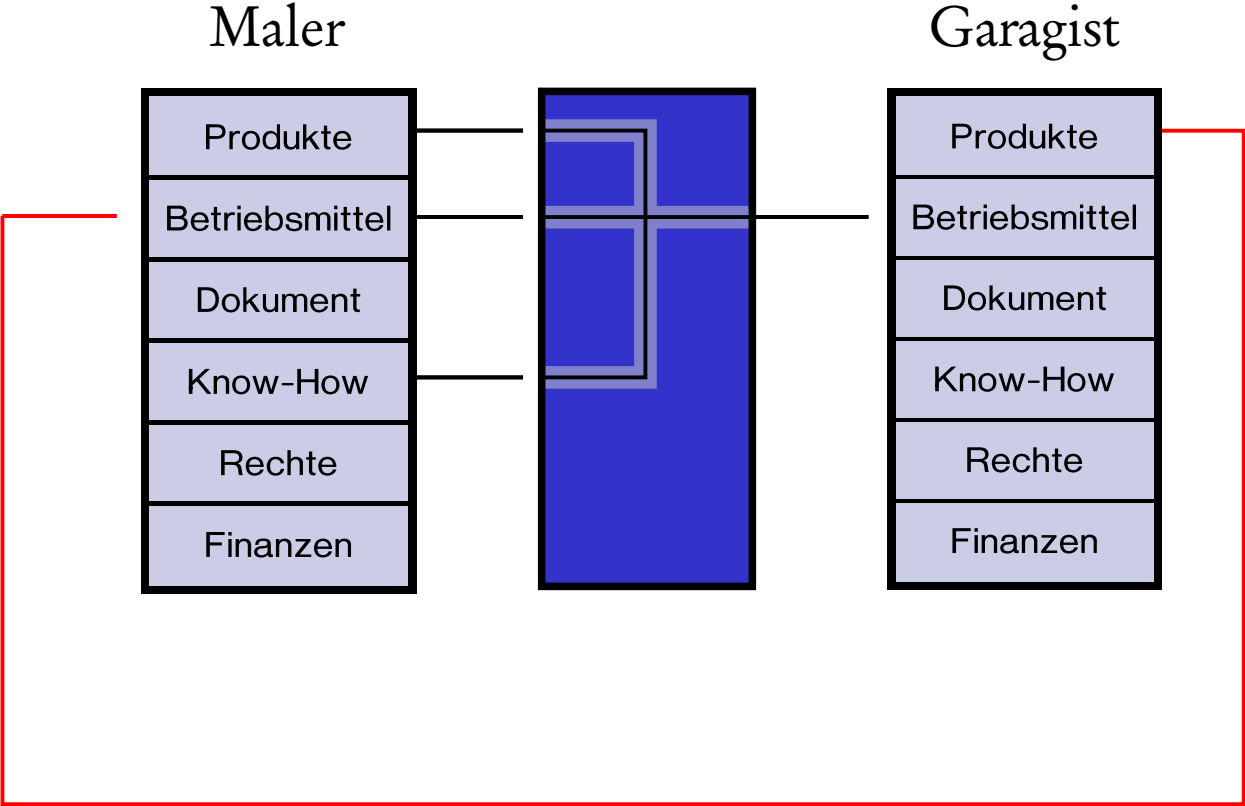 Maler
Garagist
Produkte
Betriebsmittel
Dokument
Know-How
Rechte
Finanzen
Produkte
Betriebsmittel
Dokument
Know-How
Rechte
Finanzen